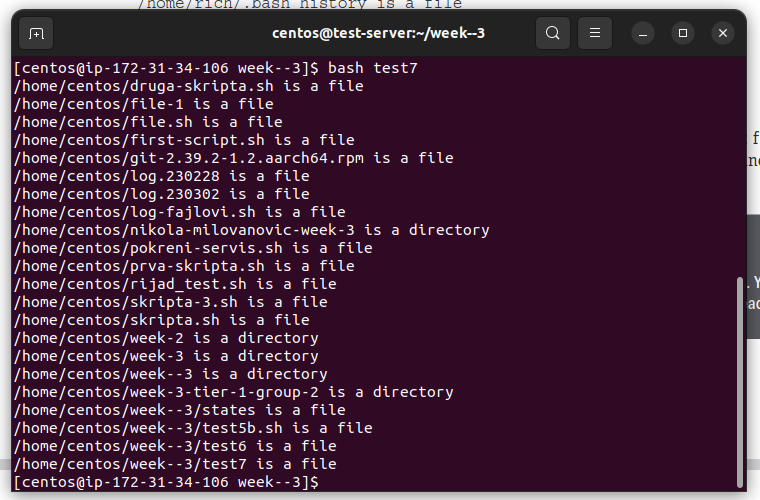 /home/rich/.bash history is a file
centos@test-server:~/week--3
[centos@ip-172-31-34-106 week--3]$ bash test7
/home/centos/druga-skripta.sh is a file
/home/centos/file-1 is a file
/home/centos/file.sh is a file
/home/centos/first-script.sh is a file
/home/centos/git-2.39.2-1.2.aarch64.rpm is a file
/home/centos/log.230228 is a file
/home/centos/log.230302 is a file
/home/centos/log-fajlovi.sh is a file
/home/centos/nikola-milovanovic-week-3 is a directory
/home/centos/pokreni-servis.sh is a file
/home/centos/prva-skripta.sh is a file
/home/centos/rijad_test.sh is a file
/home/centos/skripta-3.sh is a file
/home/centos/skripta.sh is a file
/home/centos/week-2 is a directory
/home/centos/week-3 is a directory
/home/centos/week--3 is a directory
/home/centos/week-3-tier-1-group-2 is a directory
/home/centos/week--3/states is a file
/home/centos/week--3/test5b.sh is a file
/home/centos/week--3/test6 is a file
/home/centos/week--3/test7 is a file
[centos@ip-172-31-34-106 week--3]$